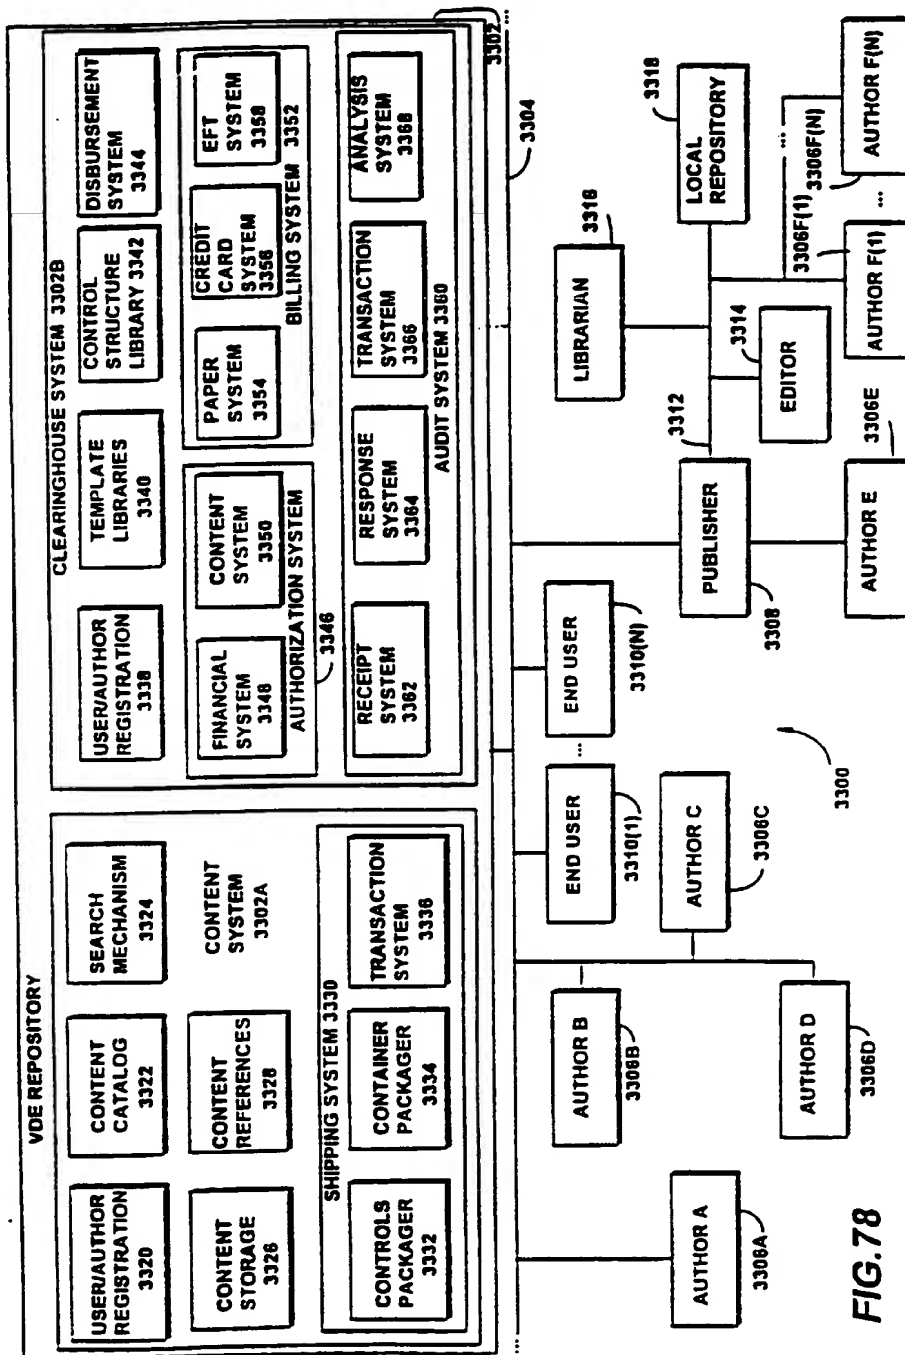 VDE REPOSITORY
3302
...
USER/AUTHOR
REGISTRATION
3320
CONTENT
CATALOG
3322
SEARCH
MECHANISM
3324
CONTENT
STORAGE
3326
CONTENT
REFERENCES
3328
CONTENT
SYSTEM
3302A
SHIPPING SYSTEM 3330
CONTROLS
PACKAGER
3332
CONTAINER
PACKAGER
3334
TRANSACTION
SYSTEM
3336
CLEARINGHOUSE SYSTEM 3302B
USER/AUTHOR
REGISTRATION
3338
TEMPLATE
LIBRARIES
3340
CONTROL
STRUCTURE
LIBRARY 3342
DISBURSEMENT
SYSTEM
3344
FINANCIAL
SYSTEM
3348
CONTENT
SYSTEM
3350
AUTHORIZATION SYSTEM
3346
PAPER
SYSTEM
3354
CREDIT
CARD
SYSTEM
3356
EFT
SYSTEM
3358
BILLING SYSTEM
3352
RECEIPT
SYSTEM
3362
RESPONSE
SYSTEM
3364
TRANSACTION
SYSTEM
3366
ANALYSIS
SYSTEM
3368
AUDIT SYSTEM 3360
...
3304
AUTHOR A
3306A
AUTHOR B
3306B
AUTHOR C
3306C
AUTHOR D
3306D
END USER
3310(1)
...
END USER
3310(N)
3300
PUBLISHER
3308
3312
AUTHOR E
3306E
LIBRARIAN
3316
EDITOR
3314
LOCAL
REPOSITORY
3318
...
3306F(1)
3306F(N)
AUTHOR F(1)
...
AUTHOR F(N)
FIG.78